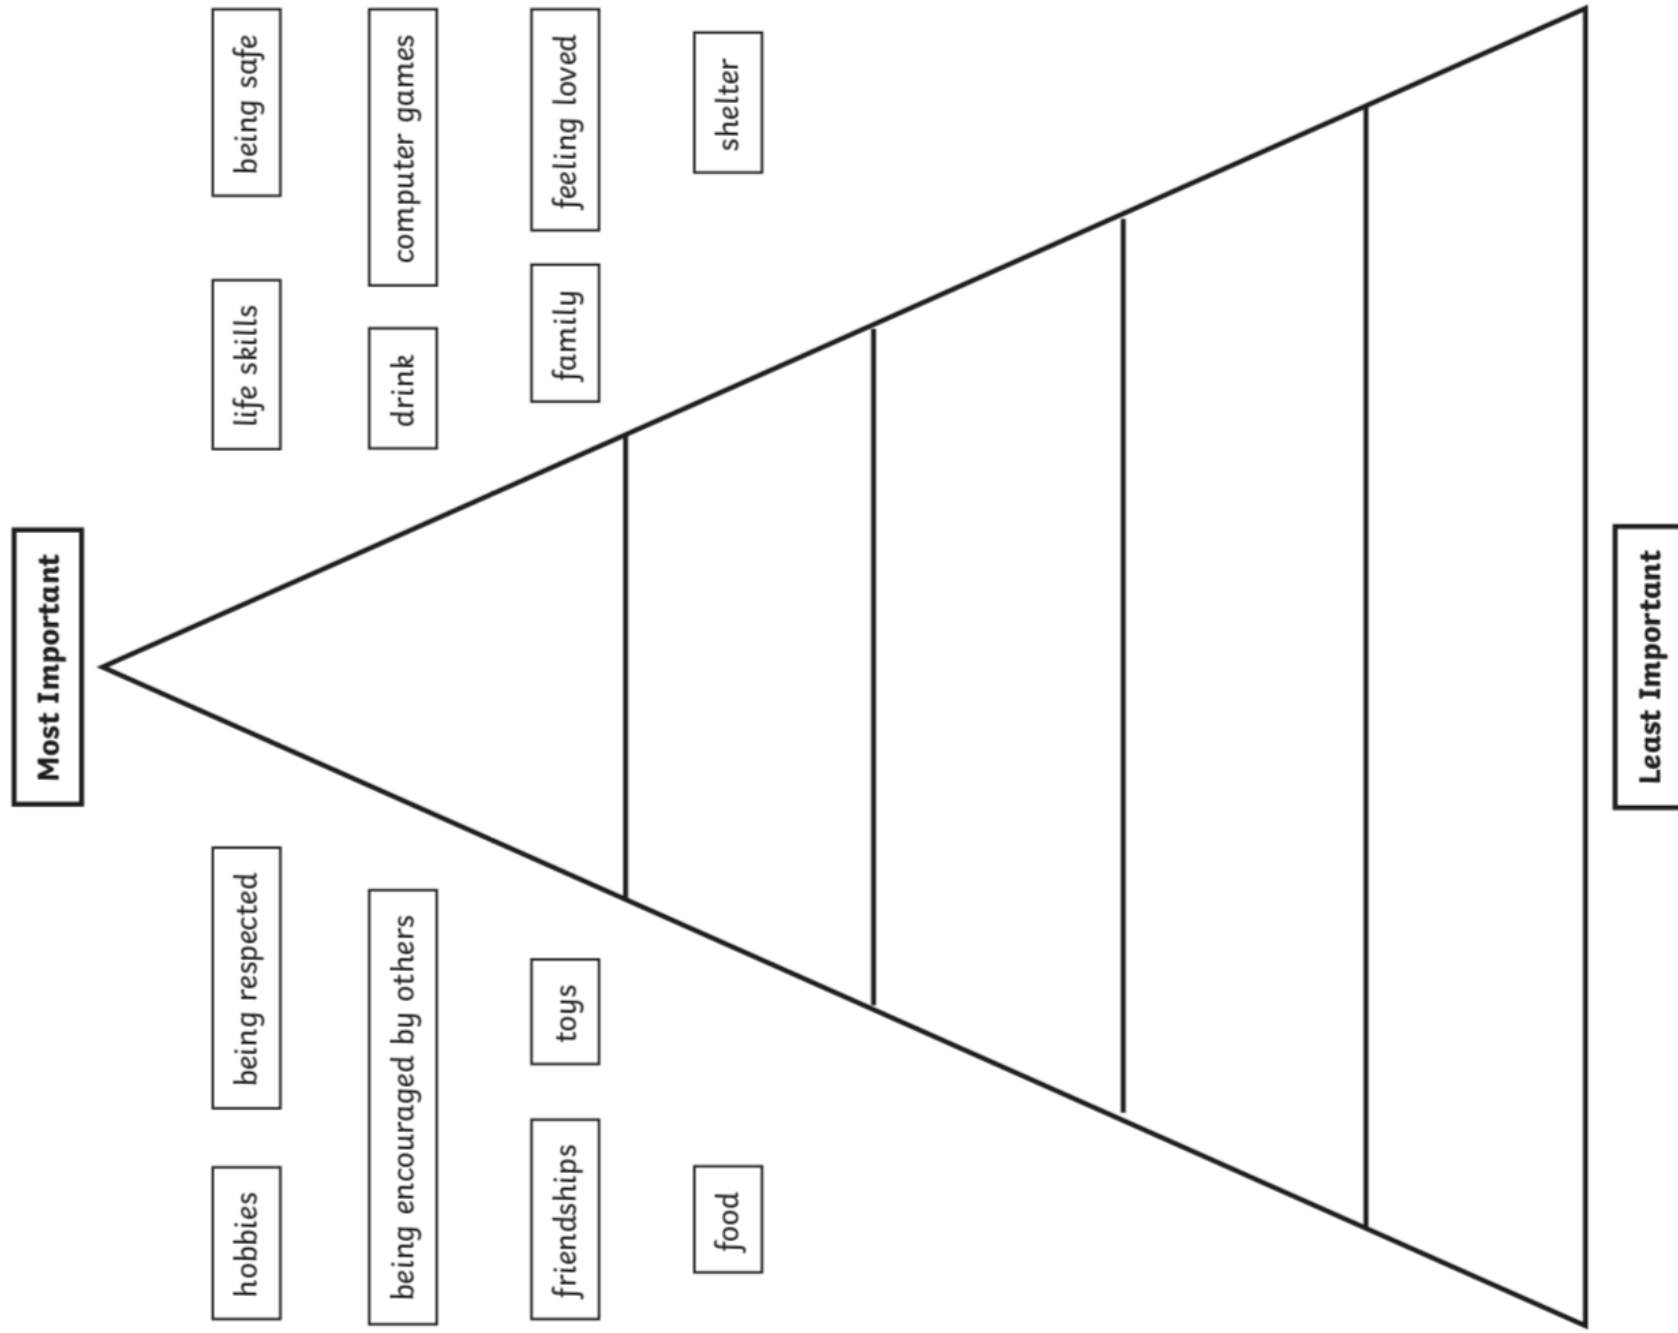 Most Important
hobbies
being respected
life skills
being safe
being encouraged by others
drink
computer games
friendships
toys
family
feeling loved
food
shelter
Least Important